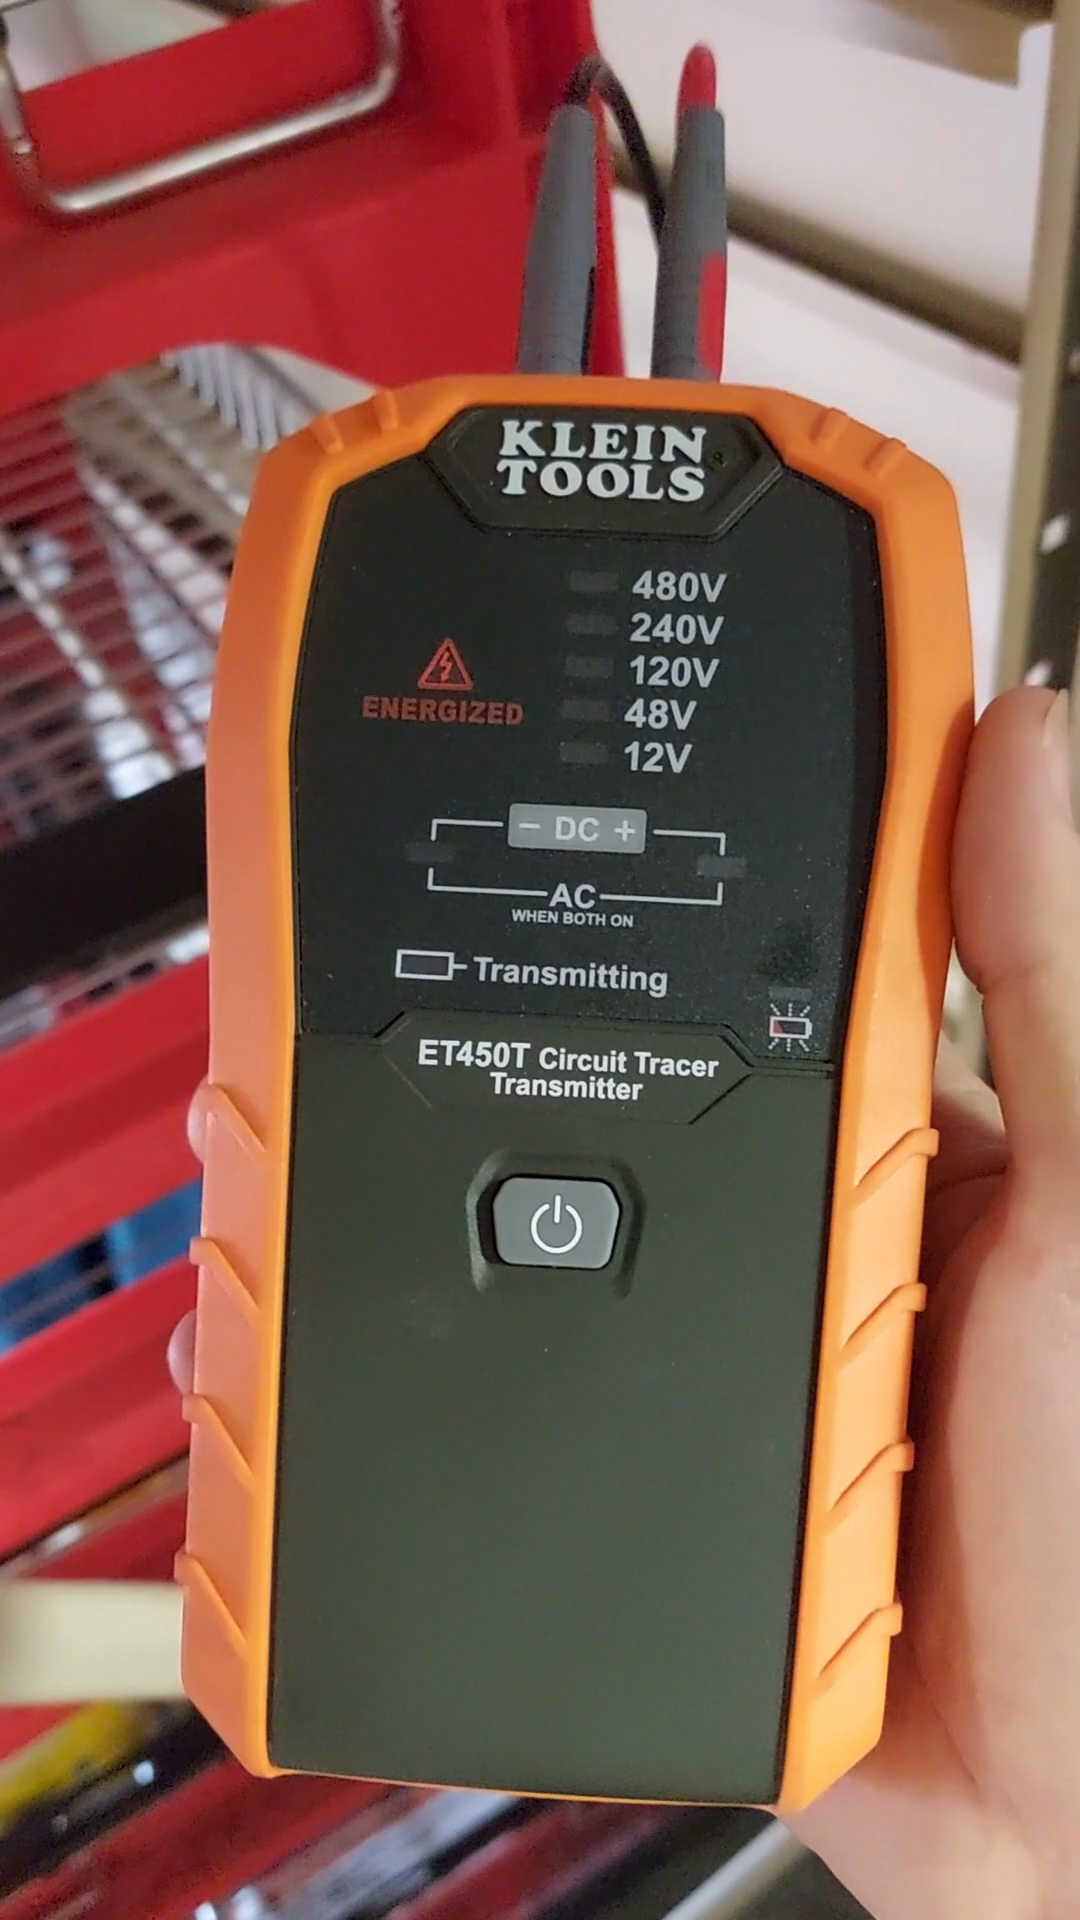 KLEIN
TOOLS
480V
240V
120V
48V
12V
ENERGIZED
- DC +
AC
WHEN BOTH ON
Transmitting
ET450T Circuit Tracer
Transmitter